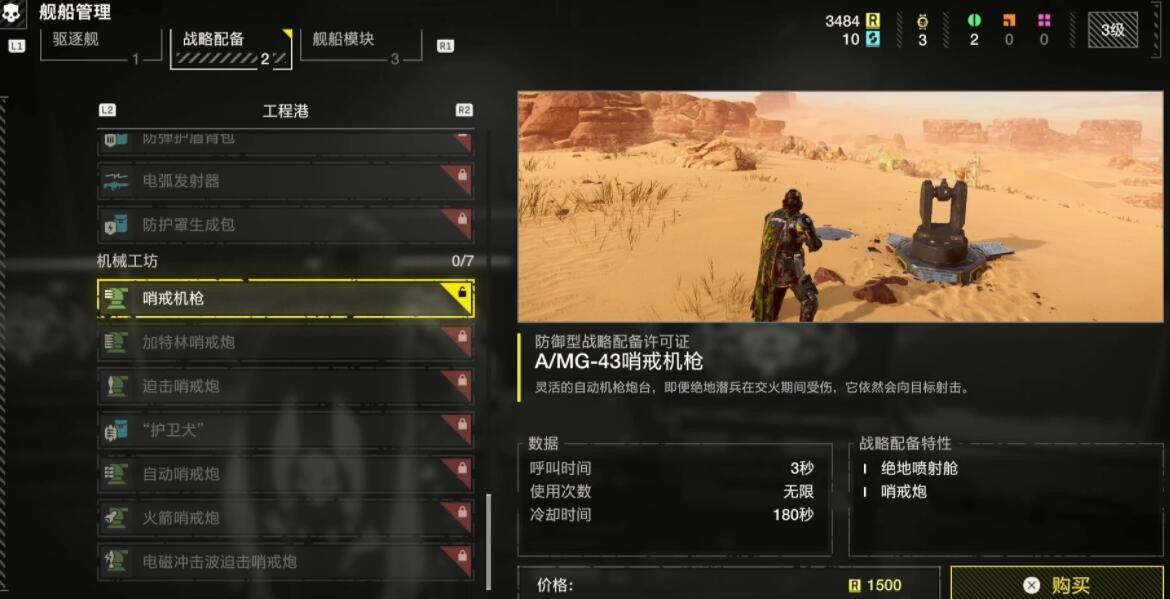 舰船管理
L1
驱逐舰
1
战略配备
2
舰船模块
3
R1
3484 R
10
3
2
0
0
3级
L2
工程港
R2
防弹护盾背包
电弧发射器
防护罩生成包
机械工坊
0/7
哨戒机枪
加特林哨戒炮
迫击哨戒炮
“护卫犬”
自动哨戒炮
火箭哨戒炮
电磁冲击波迫击哨戒炮
防御型战略配备许可证
A/MG-43哨戒机枪
灵活的自动机枪炮台，即便绝地潜兵在交火期间受伤，它依然会向目标射击。
数据
呼叫时间 3秒
使用次数 无限
冷却时间 180秒
战略配备特性
绝地喷射舱
哨戒炮
价格: R 1500
购买